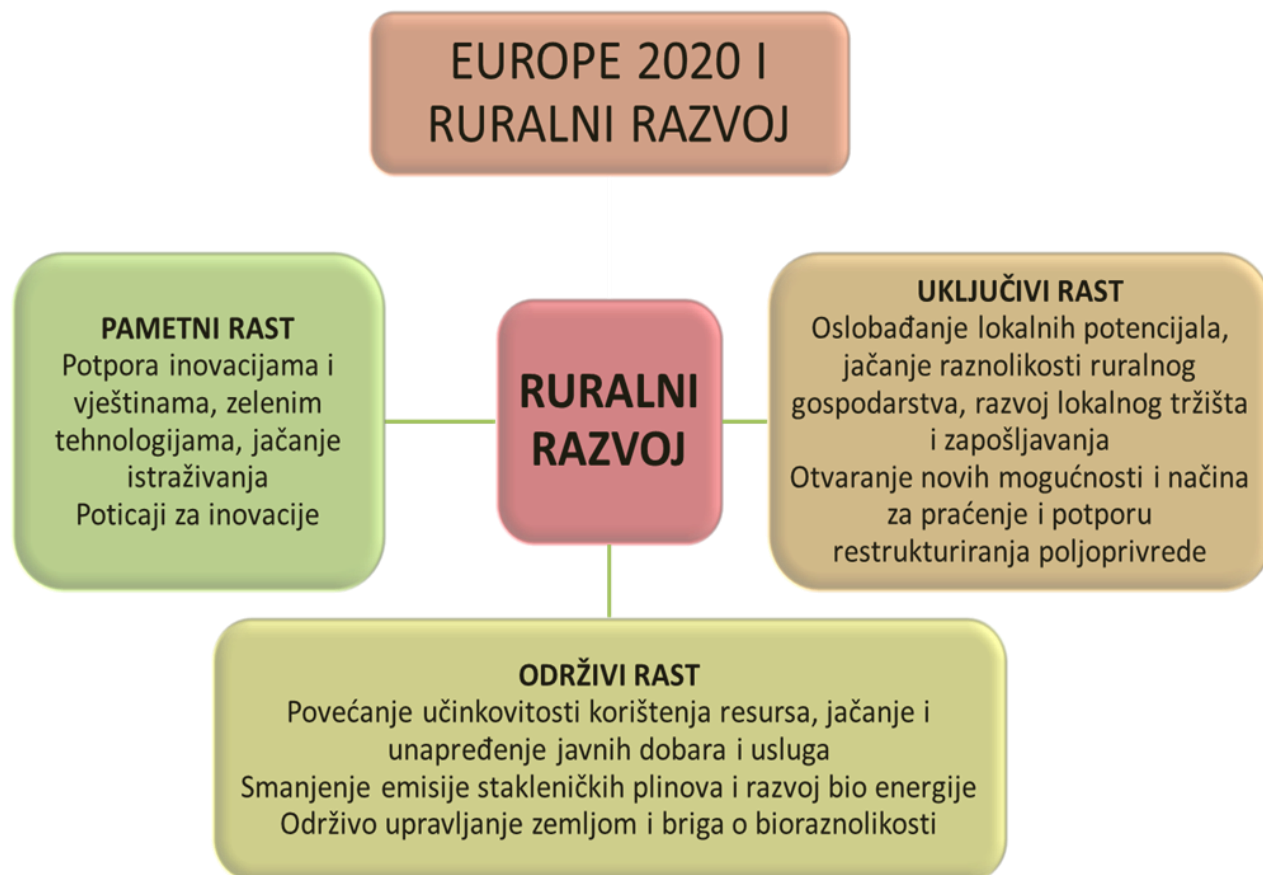 EUROPE 2020 I
RURALNI RAZVOJ
PAMETNI RAST
Potpora inovacijama i
vještinama, zelenim
tehnologijama, jačanje
istraživanja
Poticaji za inovacije
RURALNI
RAZVOJ
UKLJUČIVI RAST
Oslobađanje lokalnih potencijala,
jačanje raznolikosti ruralnog
gospodarstva, razvoj lokalnog tržišta
i zapošljavanja
Otvaranje novih mogućnosti i načina
za praćenje i potporu
restrukturiranja poljoprivrede
ODRŽIVI RAST
Povećanje učinkovitosti korištenja resursa, jačanje i
unapređenje javnih dobara i usluga
Smanjenje emisije stakleničkih plinova i razvoj bio energije
Održivo upravljanje zemljom i briga o bioraznolikosti